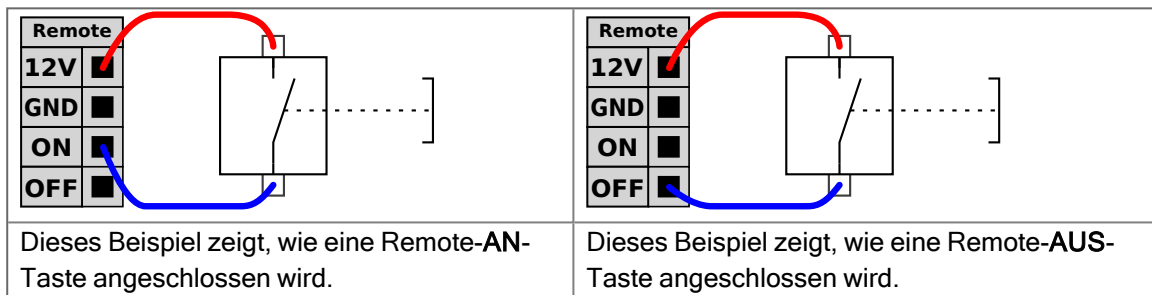 Remote
12V
GND
ON
OFF
Dieses Beispiel zeigt, wie eine Remote-AN-
Taste angeschlossen wird.
Remote
12V
GND
ON
OFF
Dieses Beispiel zeigt, wie eine Remote-AUS-
Taste angeschlossen wird.